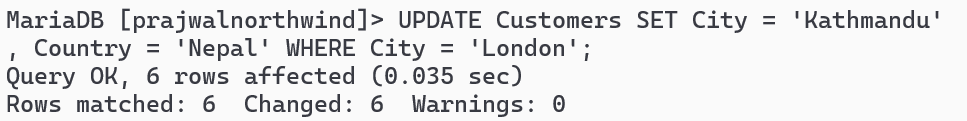 MariaDB [prajwalnorthwind]> UPDATE Customers SET City = 'Kathmandu'
, Country = 'Nepal' WHERE City = 'London';
Query OK, 6 rows affected (0.035 sec)
Rows matched: 6  Changed: 6  Warnings: 0